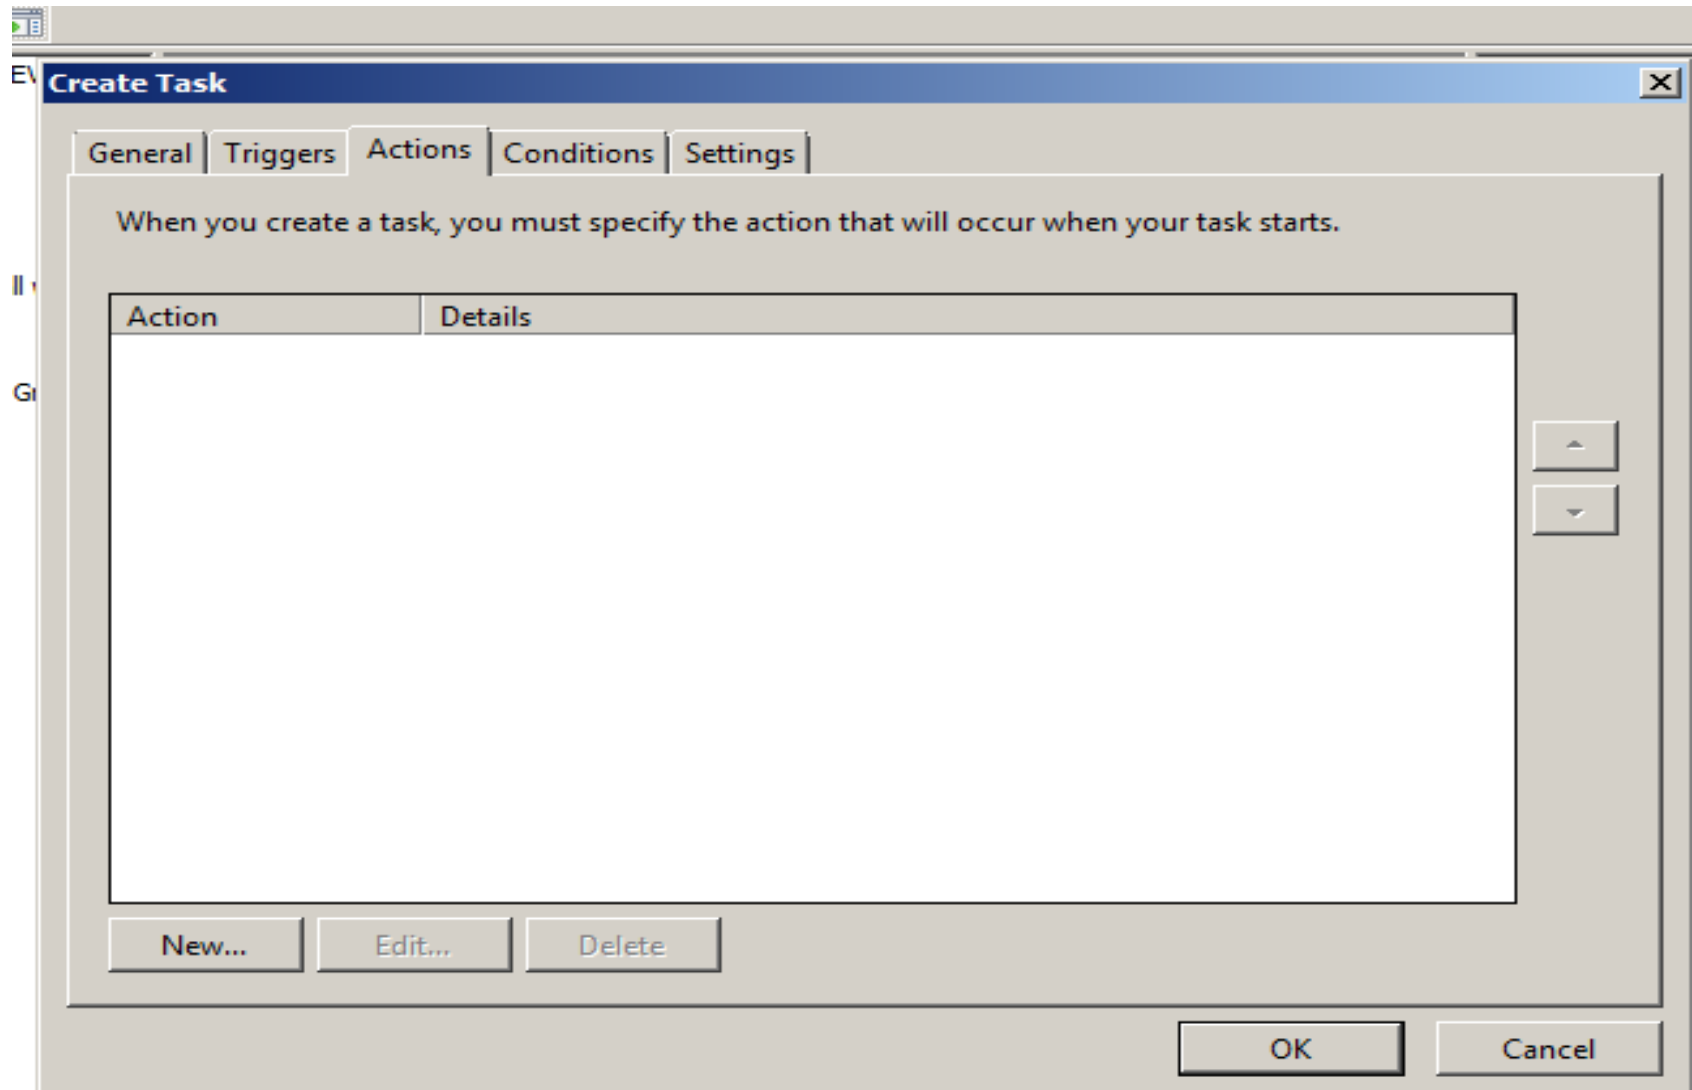 Create Task
General Triggers Actions Conditions Settings
When you create a task, you must specify the action that will occur when your task starts.
Action Details
New... Edit... Delete
OK Cancel